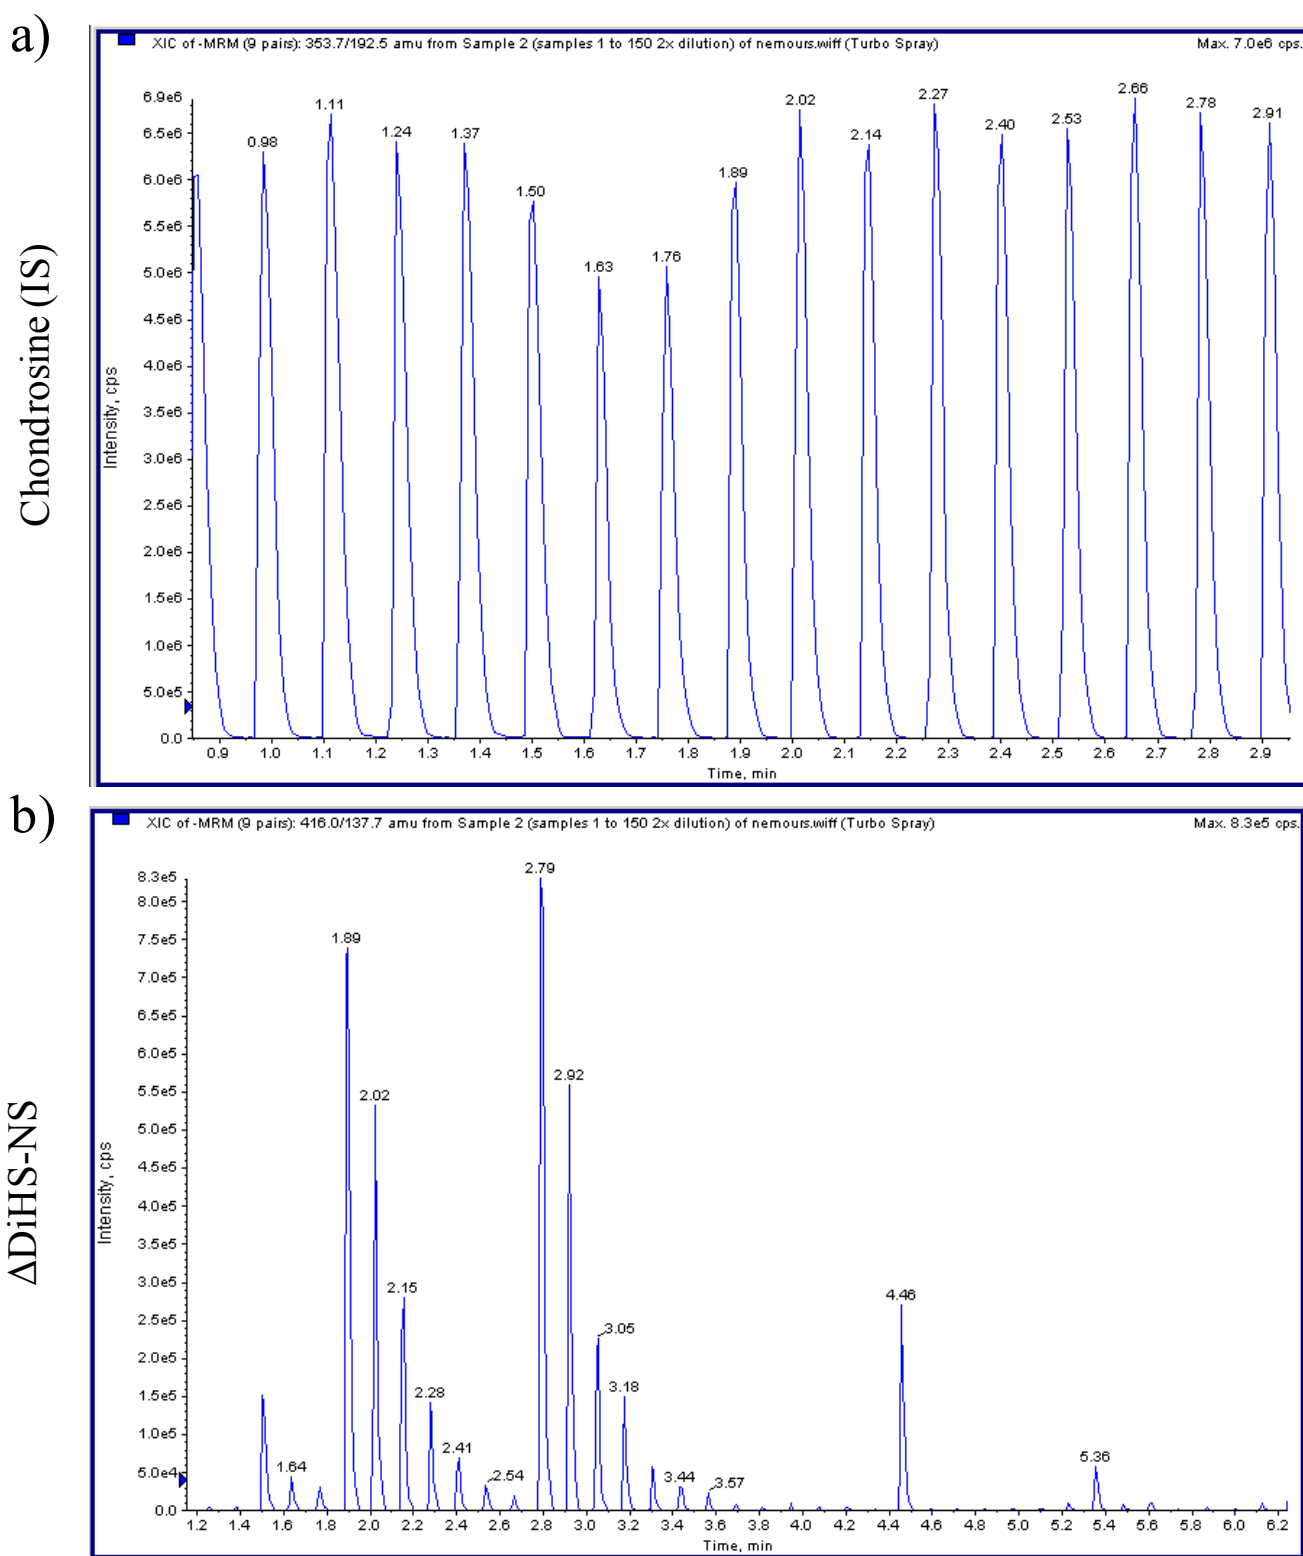 a)
XIC of -MRM (9 pairs): 353.7/192.5 amu from Sample 2 (samples 1 to 150 2x dilution) of nemours.wiff (Turbo Spray)
Max. 7.0e6 cps.
Chondrosine (IS)
Intensity, cps
6.9e6
6.5e6
6.0e6
5.5e6
5.0e6
4.5e6
4.0e6
3.5e6
3.0e6
2.5e6
2.0e6
1.5e6
1.0e6
5.0e5
0.0
0.98
1.11
1.24
1.37
1.50
1.63
1.76
1.89
2.02
2.14
2.27
2.40
2.53
2.66
2.78
2.91
0.9 1.0 1.1 1.2 1.3 1.4 1.5 1.6 1.7 1.8 1.9 2.0 2.1 2.2 2.3 2.4 2.5 2.6 2.7 2.8 2.9
Time, min
b)
XIC of -MRM (9 pairs): 416.0/137.7 amu from Sample 2 (samples 1 to 150 2x dilution) of nemours.wiff (Turbo Spray)
Max. 8.3e5 cps.
ΔDiHS-NS
Intensity, cps
8.3e5
8.0e5
7.5e5
7.0e5
6.5e5
6.0e5
5.5e5
5.0e5
4.5e5
4.0e5
3.5e5
3.0e5
2.5e5
2.0e5
1.5e5
1.0e5
5.0e4
0.0
1.64
1.89
2.02
2.15
2.28
2.41
2.54
2.79
2.92
3.05
3.18
3.44
3.57
4.46
5.36
1.2 1.4 1.6 1.8 2.0 2.2 2.4 2.6 2.8 3.0 3.2 3.4 3.6 3.8 4.0 4.2 4.4 4.6 4.8 5.0 5.2 5.4 5.6 5.8 6.0 6.2
Time, min